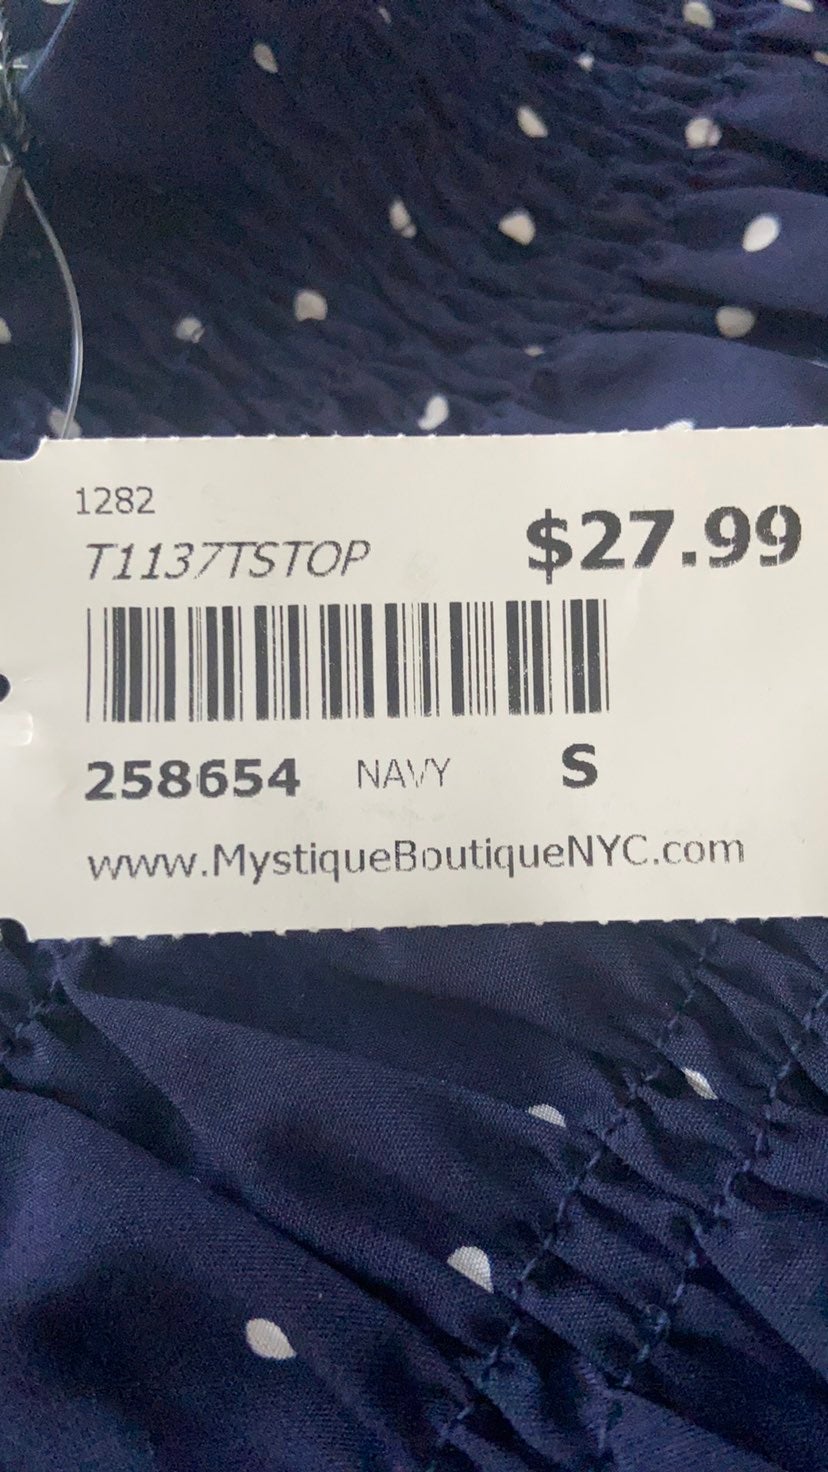 1282
T1137TSTOP
$27.99
258654 NAVY S
www.MystiqueBoutiqueNYC.com